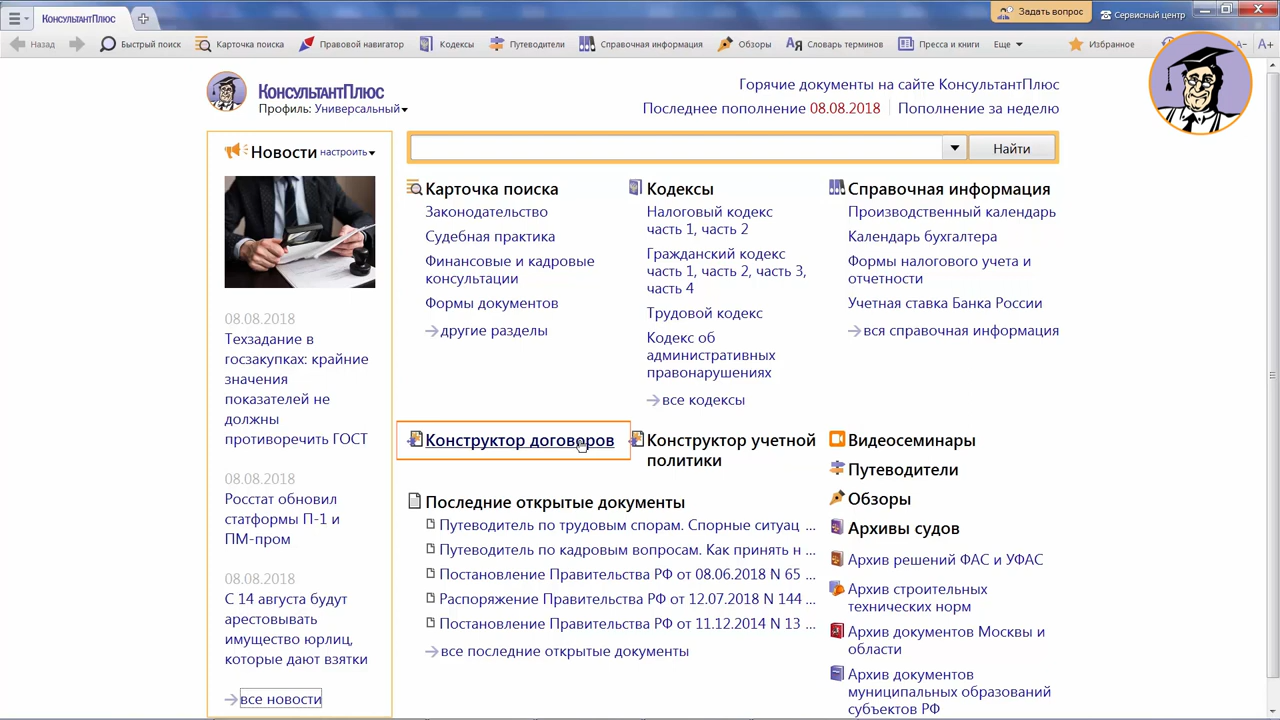 КонсультантПлюс
Задать вопрос
Сервисный центр
Назад
Быстрый поиск
Карточка поиска
Правовой навигатор
Кодексы
Путеводители
Справочная информация
Обзоры
Словарь терминов
Пресса и книги
Еще
Избранное
A-
A+
КонсультантПлюс
Профиль: Универсальный
Горячие документы на сайте КонсультантПлюс
Последнее пополнение 08.08.2018
Пополнение за неделю
Новости настроить
08.08.2018
Техзадание в
госзакупках: крайние
значения
показателей не
должны
противоречить ГОСТ
08.08.2018
Росстат обновил
статформы П-1 и
ПМ-пром
08.08.2018
С 14 августа будут
арестовывать
имущество юрлиц,
которые дают взятки
все новости
Найти
Карточка поиска
Законодательство
Судебная практика
Финансовые и кадровые
консультации
Формы документов
другие разделы
Кодексы
Налоговый кодекс
часть 1, часть 2
Гражданский кодекс
часть 1, часть 2, часть 3,
часть 4
Трудовой кодекс
Кодекс об
административных
правонарушениях
все кодексы
Справочная информация
Производственный календарь
Календарь бухгалтера
Формы налогового учета и
отчетности
Учетная ставка Банка России
вся справочная информация
Конструктор договоров
Конструктор учетной
политики
Последние открытые документы
Путеводитель по трудовым спорам. Спорные ситуац ...
Путеводитель по кадровым вопросам. Как принять н ...
Постановление Правительства РФ от 08.06.2018 N 65 ...
Распоряжение Правительства РФ от 12.07.2018 N 144 ...
Постановление Правительства РФ от 11.12.2014 N 13 ...
все последние открытые документы
Видеосеминары
Путеводители
Обзоры
Архивы судов
Архив решений ФАС и УФАС
Архив строительных
технических норм
Архив документов Москвы и
области
Архив документов
муниципальных образований
субъектов РФ